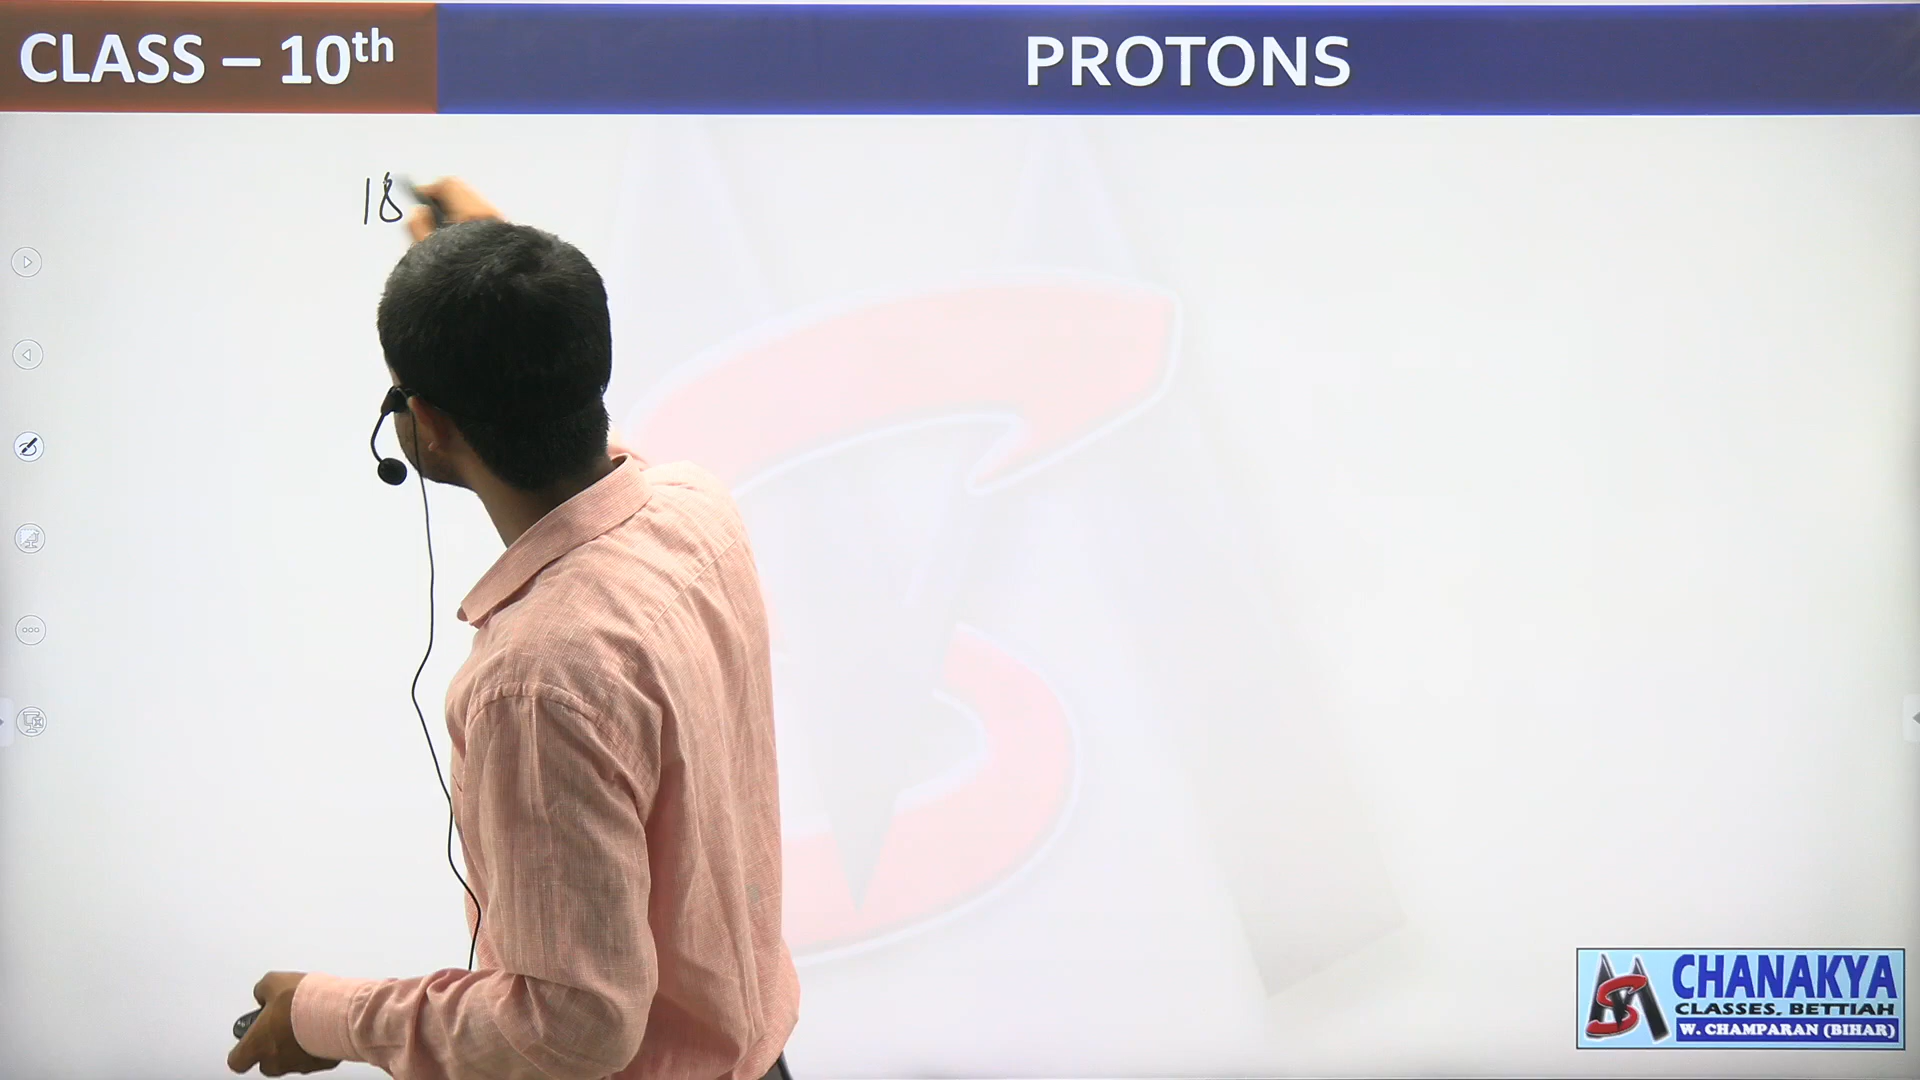 CLASS – 10th
PROTONS
18
CHANAKYA
CLASSES, BETTIAH
W. CHAMPARAN (BIHAR)